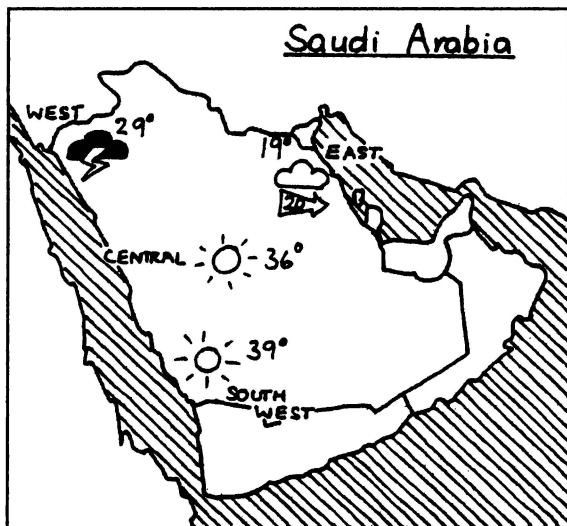 Saudi Arabia
WEST
29°
19°
EAST
20
CENTRAL
36°
39°
SOUTH
WEST